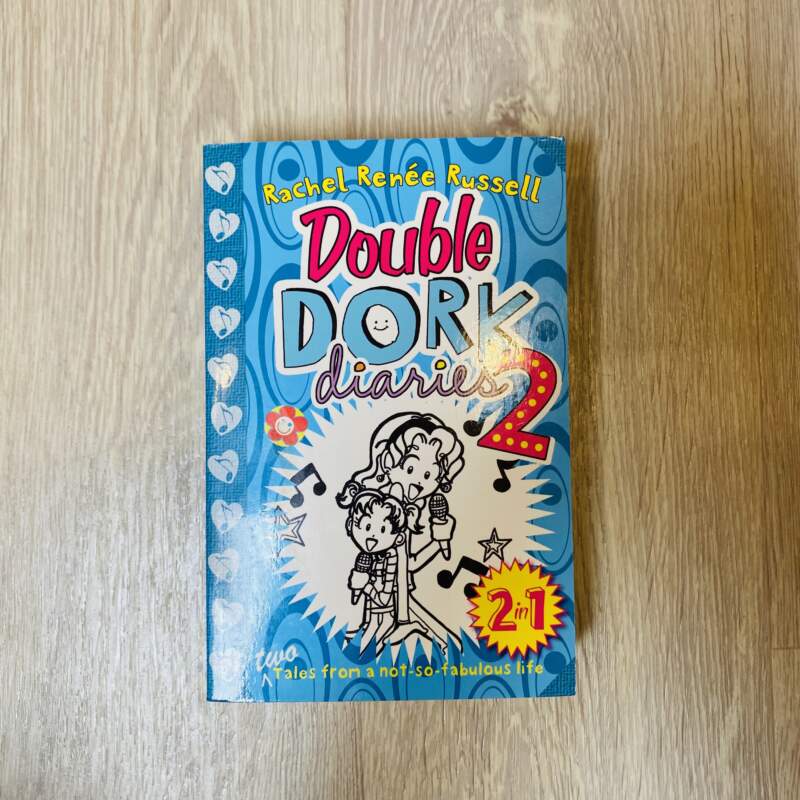 Rachel Renée Russell
Double
DORK
diaries
2
2 in 1
two
Tales from a not-so-fabulous life